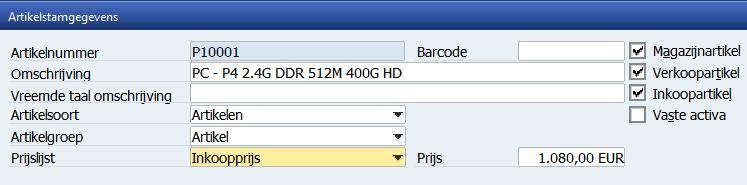 Artikelstamgegevens
Artikelnummer P10001 Barcode Magazijnartikel
Omschrijving PC - P4 2.4G DDR 512M 400G HD Verkoopartikel
Vreemde taal omschrijving Inkoopartikel
Artikelsoort Artikelen Vaste activa
Artikelgroep Artikel
Prijslijst Inkoopprijs Prijs 1.080,00 EUR